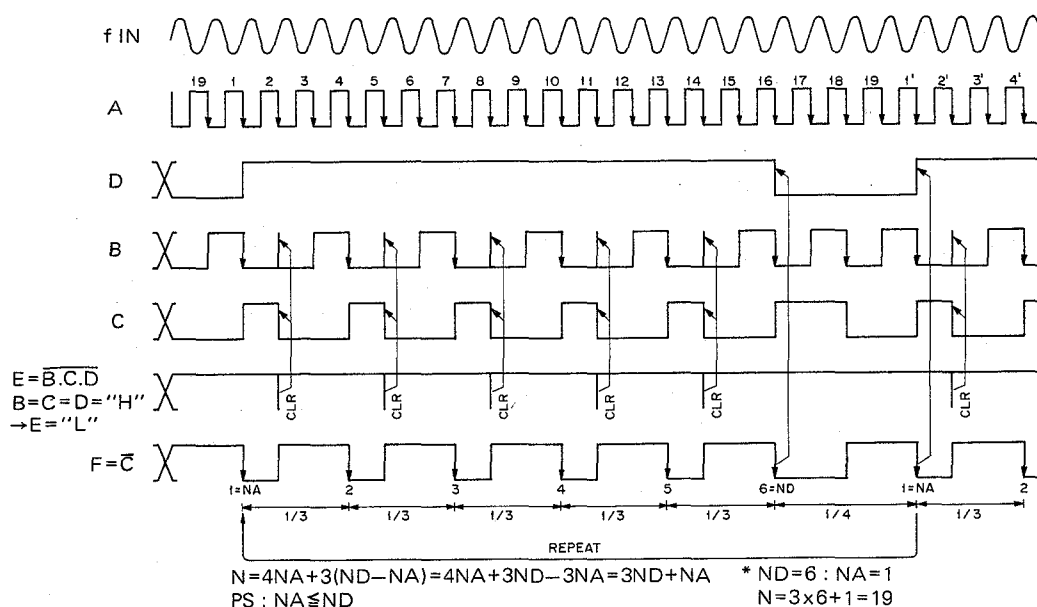 f IN
19 1 2 3 4 5 6 7 8 9 10 11 12 13 14 15 16 17 18 19 1' 2' 3' 4'
A
D
B
C
E=B.C.D
B=C=D="H"
→E="L"
CLR CLR CLR CLR CLR CLR
F=C̅
1=NA 2 3 4 5 6=ND 1=NA 2
1/3 1/3 1/3 1/3 1/3 1/4 1/3
REPEAT
N=4NA+3(ND−NA)=4NA+3ND−3NA=3ND+NA
* ND=6 : NA=1
PS : NA≦ND
N=3x6+1=19